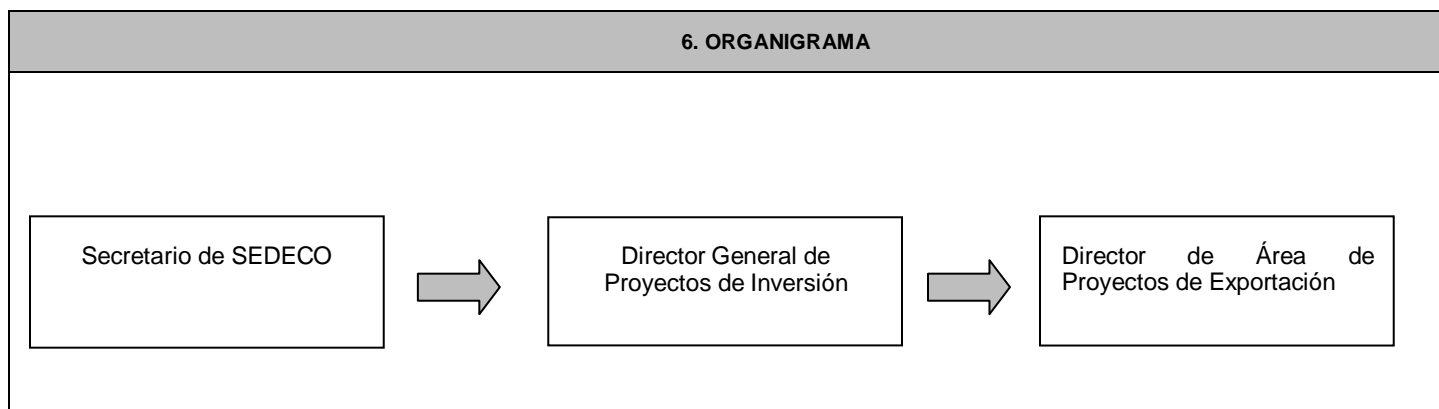 6. ORGANIGRAMA
Secretario de SEDECO
Director General de
Proyectos de Inversión
Director de Área de
Proyectos de Exportación